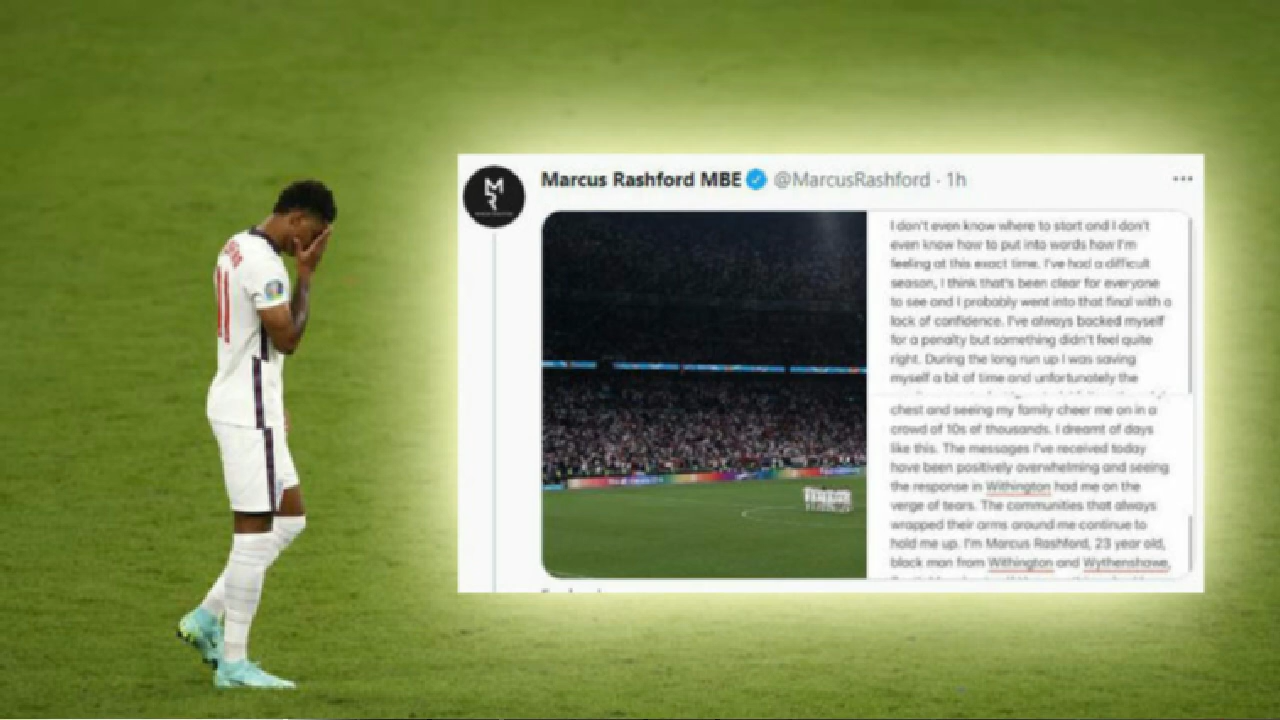 11
Marcus Rashford MBE @MarcusRashford · 1h
I don't even know where to start and I don't
even know how to put into words how I'm
feeling at this exact time. I've had a difficult
season, I think that's been clear for everyone
to see and I probably went into that final with a
lack of confidence. I've always backed myself
for a penalty but something didn't feel quite
right. During the long run up I was saving
myself a bit of time and unfortunately the
chest and seeing my family cheer me on in a
crowd of 10s of thousands. I dreamt of days
like this. The messages I've received today
have been positively overwhelming and seeing
the response in Withington had me on the
verge of tears. The communities that always
wrapped their arms around me continue to
hold me up. I'm Marcus Rashford, 23 year old,
black man from Withington and Wythenshawe,